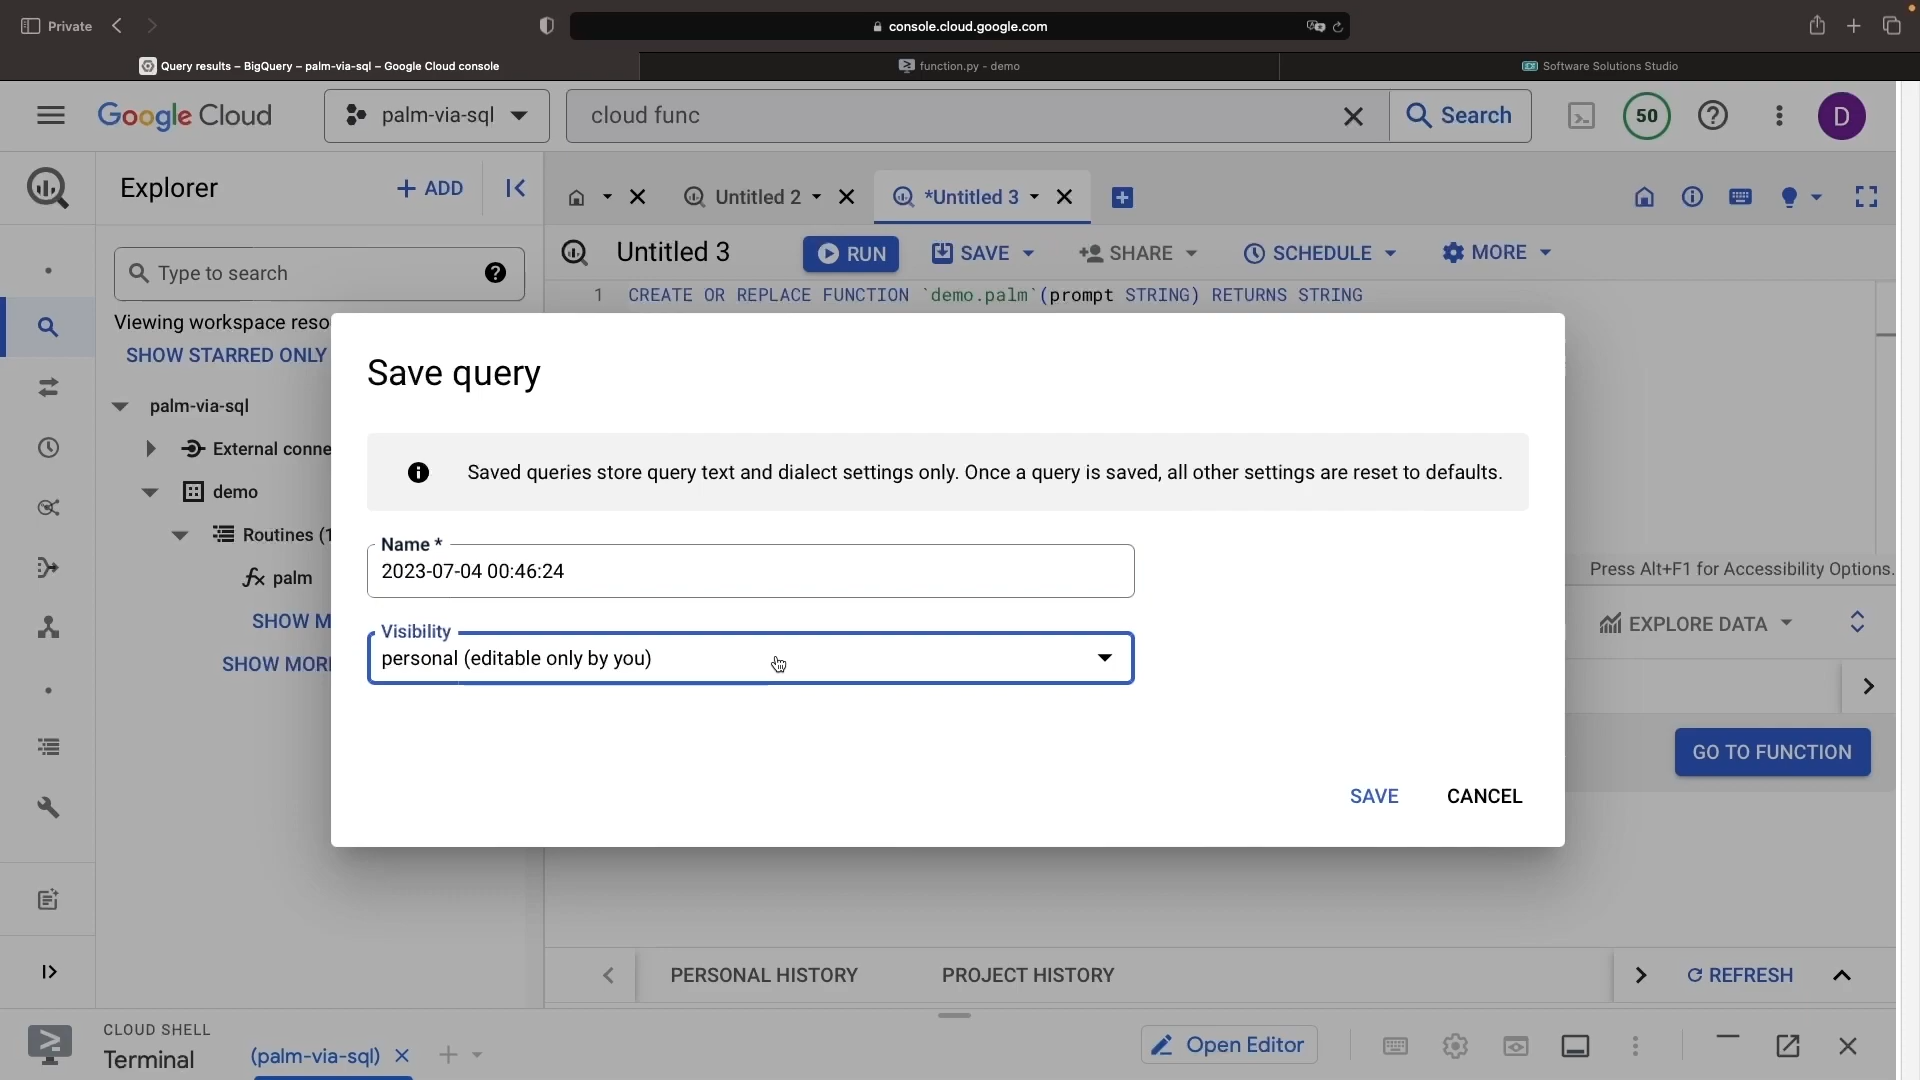 Private
console.cloud.google.com
Query results – BigQuery – palm-via-sql – Google Cloud console
function.py - demo
Software Solutions Studio
Google Cloud
palm-via-sql
cloud func
Search
50
D
Explorer
ADD
Untitled 2
*Untitled 3
Untitled 3
RUN
SAVE
SHARE
SCHEDULE
MORE
Type to search
1 CREATE OR REPLACE FUNCTION `demo.palm`(prompt STRING) RETURNS STRING
Viewing workspace reso
SHOW STARRED ONLY
palm-via-sql
External conne
demo
Routines (1
palm
SHOW M
SHOW MORE
Save query
Saved queries store query text and dialect settings only. Once a query is saved, all other settings are reset to defaults.
Name *
2023-07-04 00:46:24
Visibility
personal (editable only by you)
SAVE
CANCEL
Press Alt+F1 for Accessibility Options.
EXPLORE DATA
GO TO FUNCTION
PERSONAL HISTORY
PROJECT HISTORY
REFRESH
CLOUD SHELL
Terminal
(palm-via-sql)
Open Editor